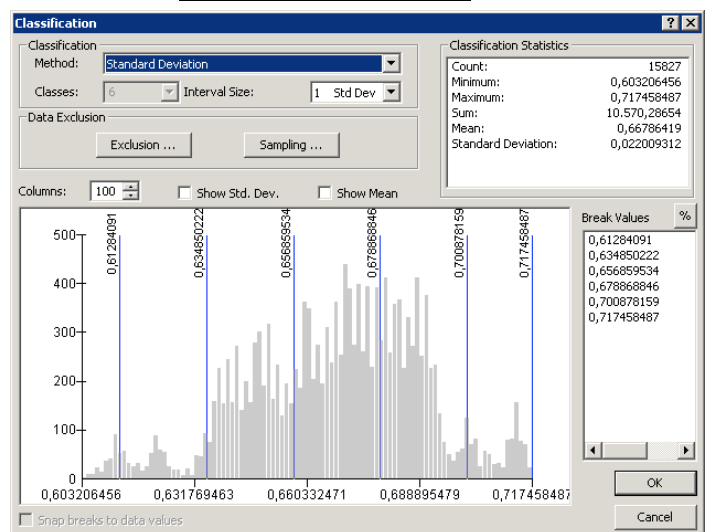 Classification
Classification
Method: Standard Deviation
Classes: 6 Interval Size: 1 Std Dev
Data Exclusion
Exclusion ... Sampling ...
Classification Statistics
Count: 15827
Minimum: 0,603206456
Maximum: 0,717458487
Sum: 10.570,28654
Mean: 0,66786419
Standard Deviation: 0,022009312
Columns: 100 Show Std. Dev. Show Mean
0,61284091 0,634850222 0,656859534 0,678868846 0,700878159 0,717458487
500
400
300
200
100
0
0,603206456 0,631769463 0,660332471 0,688895479 0,717458487
Break Values %
0,61284091
0,634850222
0,656859534
0,678868846
0,700878159
0,717458487
OK
Snap breaks to data values
Cancel